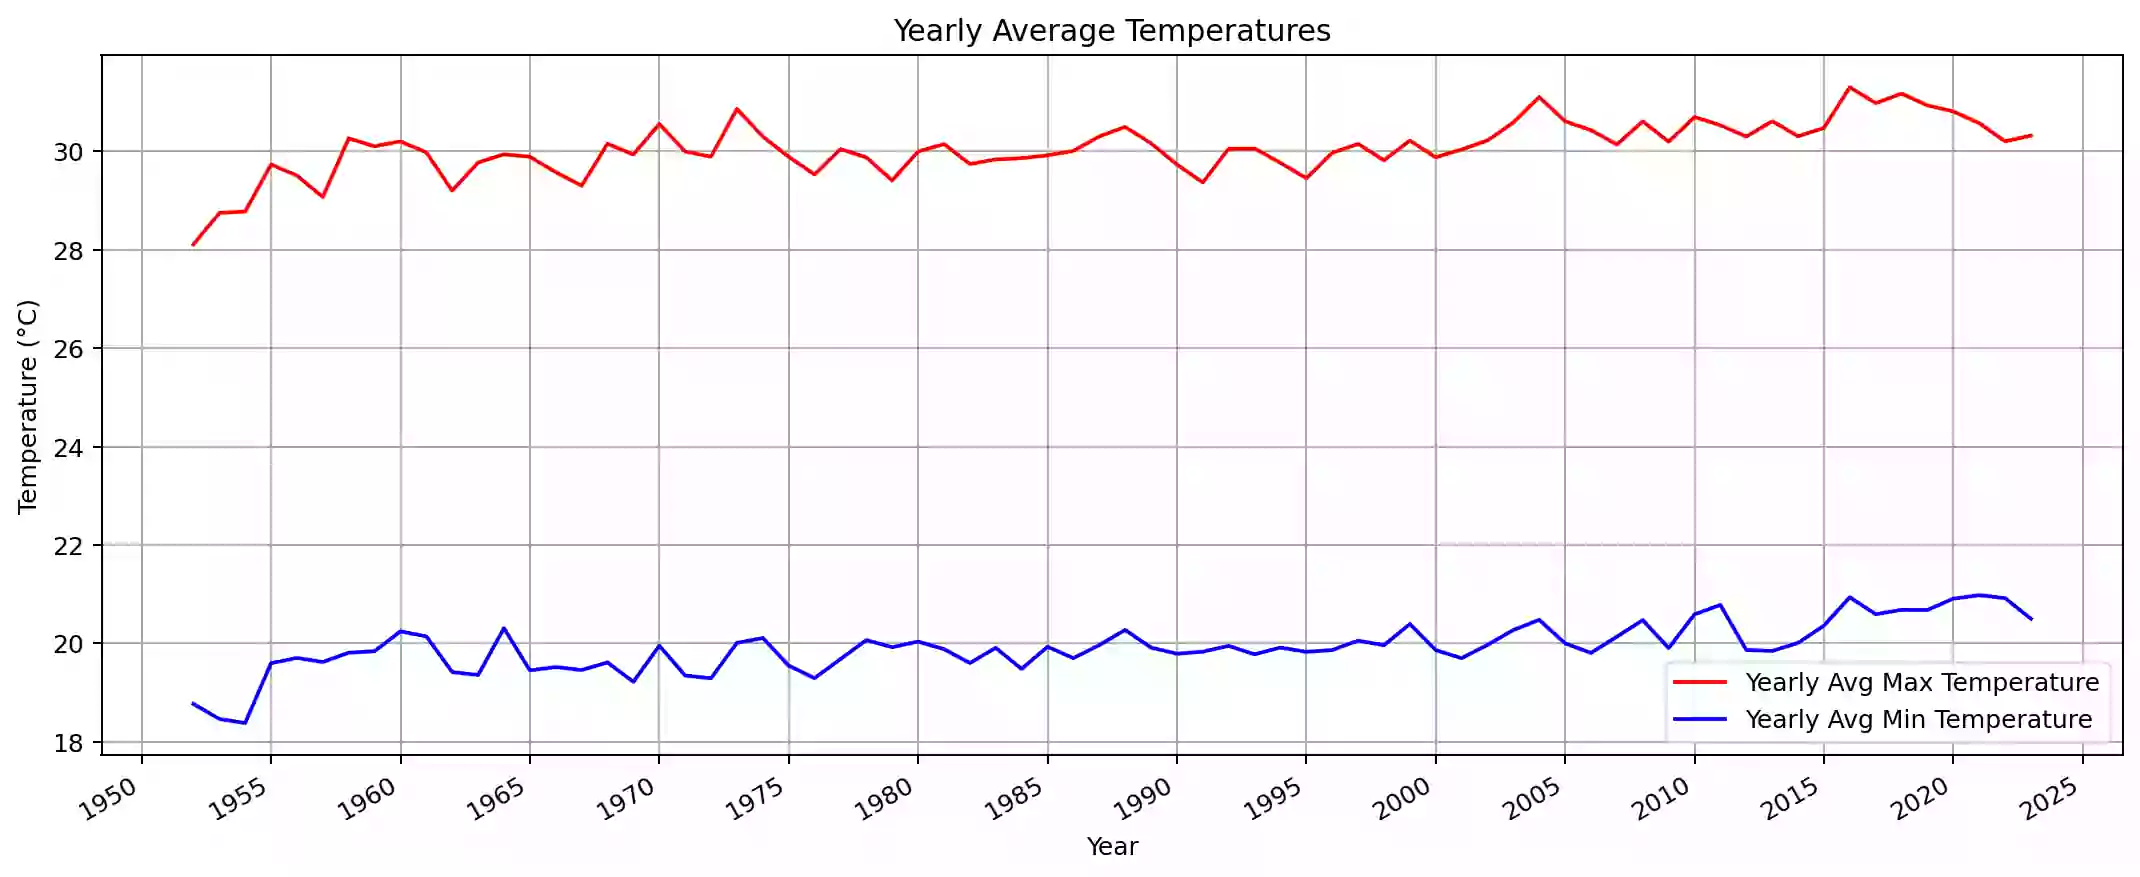 Yearly Average Temperatures
Temperature (°C)
30
28
26
24
22
20
18
Yearly Avg Max Temperature
Yearly Avg Min Temperature
1950 1955 1960 1965 1970 1975 1980 1985 1990 1995 2000 2005 2010 2015 2020 2025
Year